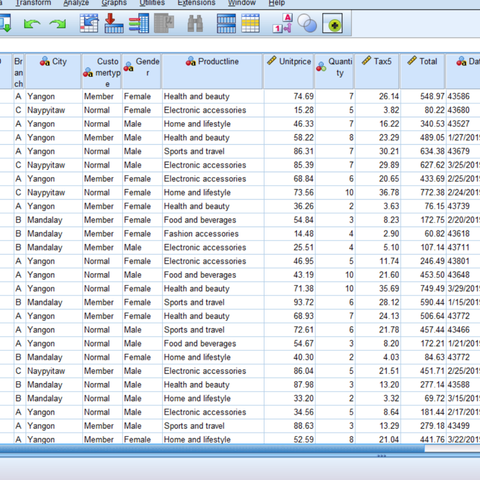 Transform Analyze Graphs Utilities Extensions Window Help
Br an ch City Custo mertyp e Gende r Productline Unitprice Quanti ty Tax5 Total Dat
A Yangon Member Female Health and beauty 74.69 7 26.14 548.97 43586
C Naypyitaw Normal Female Electronic accessories 15.28 5 3.82 80.22 43680
A Yangon Normal Male Home and lifestyle 46.33 7 16.22 340.53 43527
A Yangon Member Male Health and beauty 58.22 8 23.29 489.05 1/27/2019
A Yangon Normal Male Sports and travel 86.31 7 30.21 634.38 43679
C Naypyitaw Normal Male Electronic accessories 85.39 7 29.89 627.62 3/25/2019
A Yangon Member Female Electronic accessories 68.84 6 20.65 433.69 2/25/2019
C Naypyitaw Normal Female Home and lifestyle 73.56 10 36.78 772.38 2/24/2019
A Yangon Member Female Health and beauty 36.26 2 3.63 76.15 43739
B Mandalay Member Female Food and beverages 54.84 3 8.23 172.75 2/20/2019
B Mandalay Member Female Fashion accessories 14.48 4 2.90 60.82 43618
B Mandalay Member Male Electronic accessories 25.51 4 5.10 107.14 43711
A Yangon Normal Female Electronic accessories 46.95 5 11.74 246.49 43801
A Yangon Normal Male Food and beverages 43.19 10 21.60 453.50 43648
A Yangon Normal Female Health and beauty 71.38 10 35.69 749.49 3/29/2019
B Mandalay Member Female Sports and travel 93.72 6 28.12 590.44 1/15/2019
A Yangon Member Female Health and beauty 68.93 7 24.13 506.64 43772
A Yangon Normal Male Sports and travel 72.61 6 21.78 457.44 43466
A Yangon Normal Male Food and beverages 54.67 3 8.20 172.21 1/21/2019
B Mandalay Normal Female Home and lifestyle 40.30 2 4.03 84.63 43772
C Naypyitaw Member Male Electronic accessories 86.04 5 21.51 451.71 2/25/2019
B Mandalay Normal Male Health and beauty 87.98 3 13.20 277.14 43588
B Mandalay Normal Male Home and lifestyle 33.20 2 3.32 69.72 3/15/2019
A Yangon Normal Male Electronic accessories 34.56 5 8.64 181.44 2/17/2019
A Yangon Member Male Sports and travel 88.63 3 13.29 279.18 43499
A Yangon Member Female Home and lifestyle 52.59 8 21.04 441.76 3/22/2019